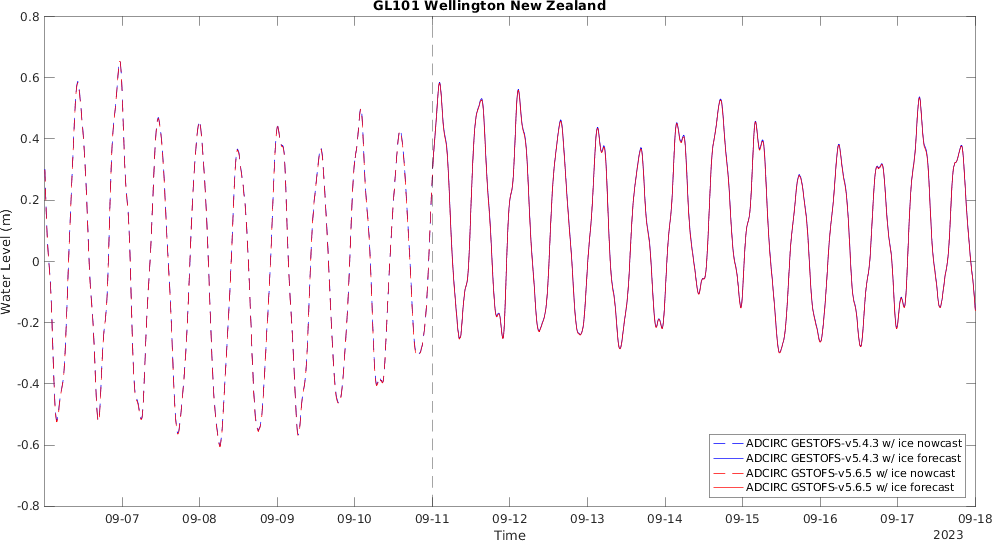 GL101 Wellington New Zealand
0.8
0.6
0.4
0.2
0
-0.2
-0.4
-0.6
-0.8
Water Level (m)
ADCIRC GESTOFS-v5.4.3 w/ ice nowcast
ADCIRC GESTOFS-v5.4.3 w/ ice forecast
ADCIRC GSTOFS-v5.6.5 w/ ice nowcast
ADCIRC GSTOFS-v5.6.5 w/ ice forecast
09-07 09-08 09-09 09-10 09-11 09-12 09-13 09-14 09-15 09-16 09-17 09-18
Time
2023